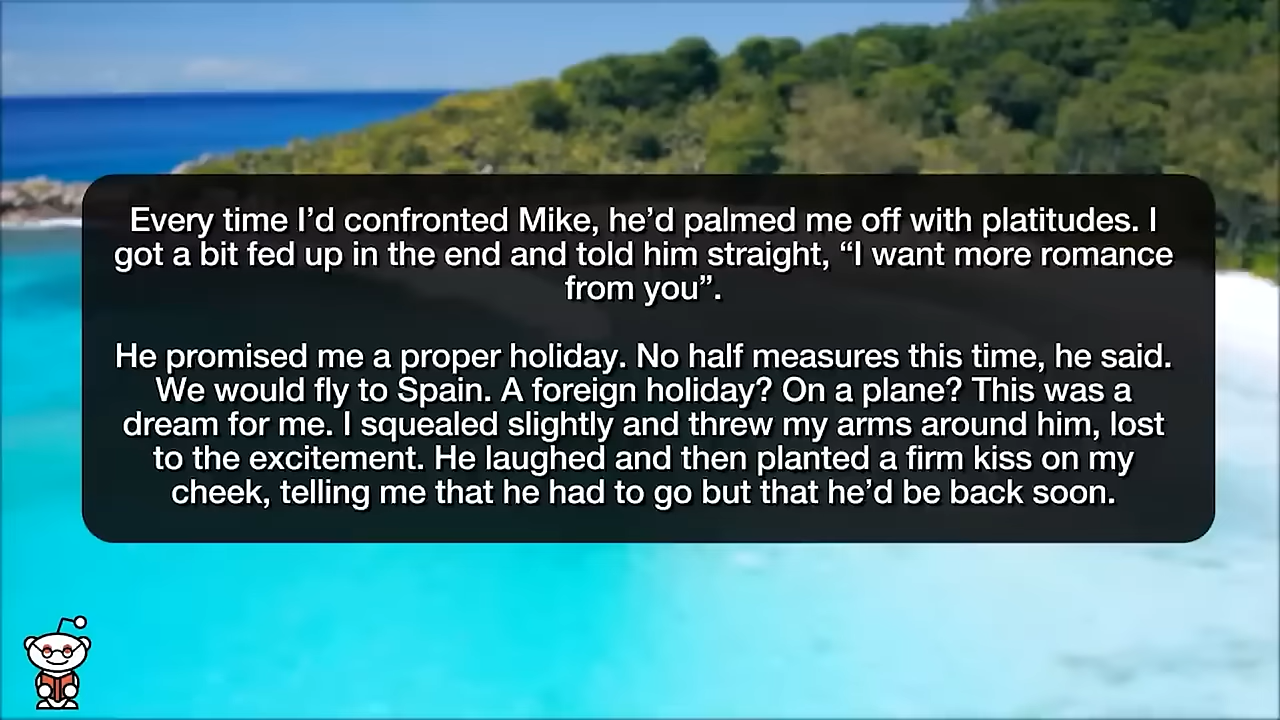 Every time I’d confronted Mike, he’d palmed me off with platitudes. I
got a bit fed up in the end and told him straight, “I want more romance
from you”.
He promised me a proper holiday. No half measures this time, he said.
We would fly to Spain. A foreign holiday? On a plane? This was a
dream for me. I squealed slightly and threw my arms around him, lost
to the excitement. He laughed and then planted a firm kiss on my
cheek, telling me that he had to go but that he’d be back soon.